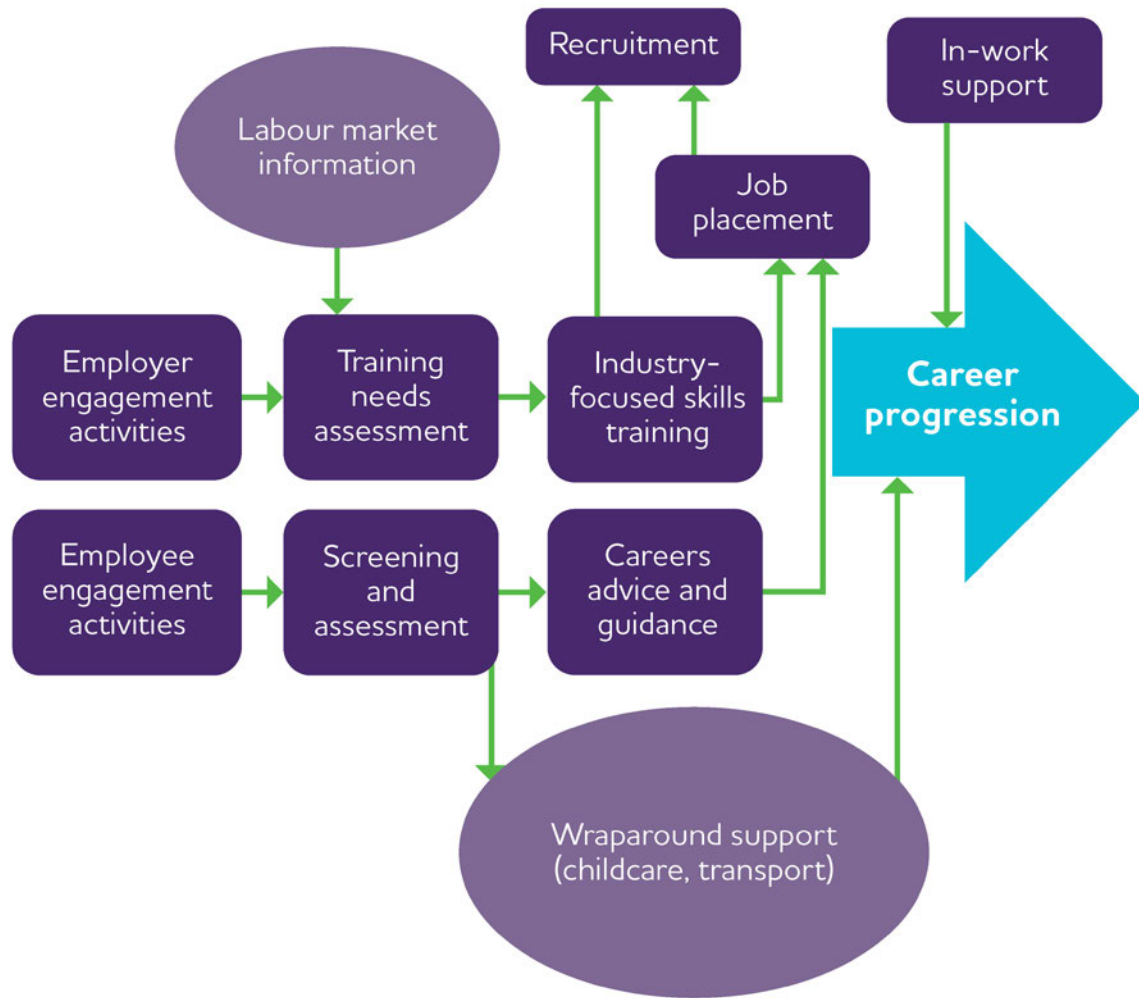 Recruitment
In-work
support
Labour market
information
Job
placement
Employer
engagement
activities
Training
needs
assessment
Industry-
focused skills
training
Career
progression
Employee
engagement
activities
Screening
and
assessment
Careers
advice and
guidance
Wraparound support
(childcare, transport)